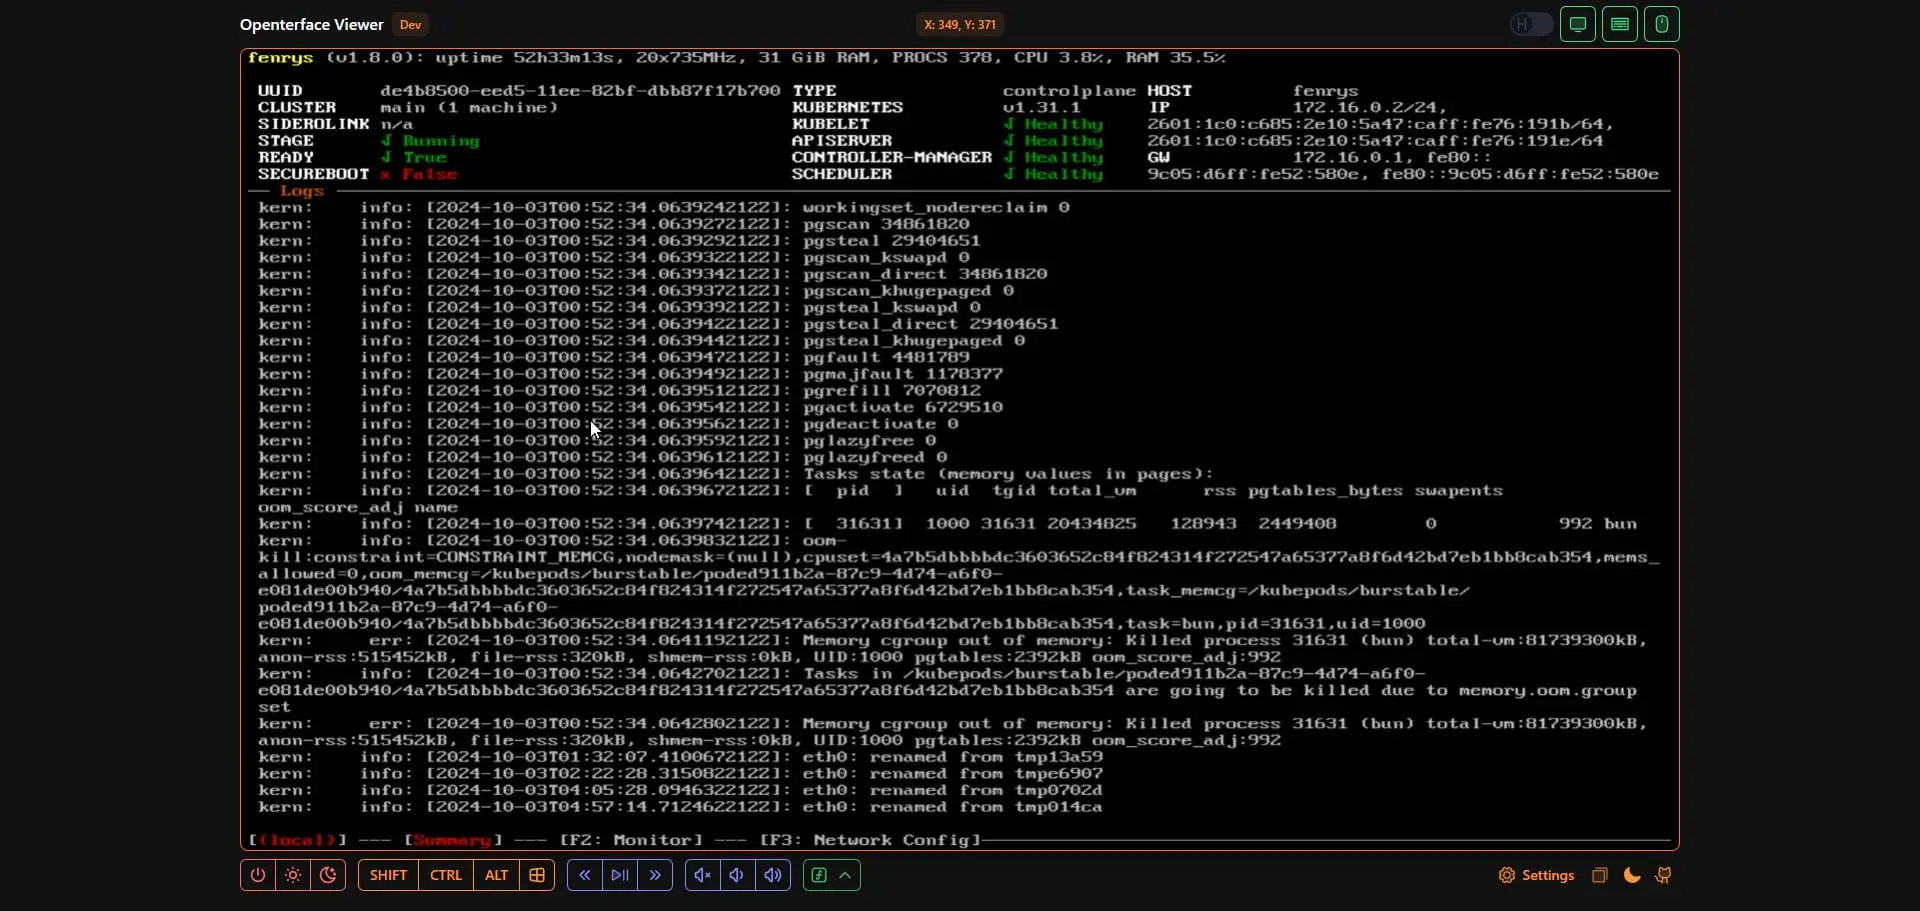 Openterface Viewer Dev
X: 349, Y: 371
fenrys (v1.8.0): uptime 52h33m13s, 20x735MHz, 31 GiB RAM, PROCS 378, CPU 3.8%, RAM 35.5%
UUID de4b8500-eed5-11ee-82bf-dbb87f17b700 TYPE controlplane HOST fenrys
CLUSTER main (1 machine) KUBERNETES v1.31.1 IP 172.16.0.2/24,
SIDEROLINK n/a KUBELET √ Healthy 2601:1c0:c685:2e10:5a47:caff:fe76:191b/64,
STAGE √ Running APISERVER √ Healthy 2601:1c0:c685:2e10:5a47:caff:fe76:191e/64
READY √ True CONTROLLER-MANAGER √ Healthy GW 172.16.0.1, fe80::
SECUREBOOT × False SCHEDULER √ Healthy 9c05:d6ff:fe52:580e, fe80::9c05:d6ff:fe52:580e
Logs
kern: info: [2024-10-03T00:52:34.063924212Z]: workingset_nodereclaim 0
kern: info: [2024-10-03T00:52:34.063927212Z]: pgscan 34861820
kern: info: [2024-10-03T00:52:34.063929212Z]: pgsteal 29404651
kern: info: [2024-10-03T00:52:34.063932212Z]: pgscan_kswapd 0
kern: info: [2024-10-03T00:52:34.063934212Z]: pgscan_direct 34861820
kern: info: [2024-10-03T00:52:34.063937212Z]: pgscan_khugepaged 0
kern: info: [2024-10-03T00:52:34.063939212Z]: pgsteal_kswapd 0
kern: info: [2024-10-03T00:52:34.063942212Z]: pgsteal_direct 29404651
kern: info: [2024-10-03T00:52:34.063944212Z]: pgsteal_khugepaged 0
kern: info: [2024-10-03T00:52:34.063947212Z]: pgfault 4481789
kern: info: [2024-10-03T00:52:34.063949212Z]: pgmajfault 1178377
kern: info: [2024-10-03T00:52:34.063951212Z]: pgrefill 7070812
kern: info: [2024-10-03T00:52:34.063954212Z]: pgactivate 6729510
kern: info: [2024-10-03T00:52:34.063956212Z]: pgdeactivate 0
kern: info: [2024-10-03T00:52:34.063959212Z]: pglazyfree 0
kern: info: [2024-10-03T00:52:34.063961212Z]: pglazyfreed 0
kern: info: [2024-10-03T00:52:34.063964212Z]: Tasks state (memory values in pages):
kern: info: [2024-10-03T00:52:34.063967212Z]: [ pid ] uid tgid total_vm rss pgtables_bytes swapents
oom_score_adj name
kern: info: [2024-10-03T00:52:34.063974212Z]: [ 31631] 1000 31631 20434825 128943 2449408 0 992 bun
kern: info: [2024-10-03T00:52:34.063983212Z]: oom-
kill:constraint=CONSTRAINT_MEMCG,nodemask=(null),cpuset=4a7b5dbbbbdc3603652c84f824314f272547a65377a8f6d42bd7eb1bb8cab354,mems_
allowed=0,oom_memcg=/kubepods/burstable/poded911b2a-87c9-4d74-a6f0-
e081de00b940/4a7b5dbbbbdc3603652c84f824314f272547a65377a8f6d42bd7eb1bb8cab354,task_memcg=/kubepods/burstable/
poded911b2a-87c9-4d74-a6f0-
e081de00b940/4a7b5dbbbbdc3603652c84f824314f272547a65377a8f6d42bd7eb1bb8cab354,task=bun,pid=31631,uid=1000
kern: err: [2024-10-03T00:52:34.064119212Z]: Memory cgroup out of memory: Killed process 31631 (bun) total-vm:81739300kB,
anon-rss:515452kB, file-rss:320kB, shmem-rss:0kB, UID:1000 pgtables:2392kB oom_score_adj:992
kern: info: [2024-10-03T00:52:34.064270212Z]: Tasks in /kubepods/burstable/poded911b2a-87c9-4d74-a6f0-
e081de00b940/4a7b5dbbbbdc3603652c84f824314f272547a65377a8f6d42bd7eb1bb8cab354 are going to be killed due to memory.oom.group
set
kern: err: [2024-10-03T00:52:34.064280212Z]: Memory cgroup out of memory: Killed process 31631 (bun) total-vm:81739300kB,
anon-rss:515452kB, file-rss:320kB, shmem-rss:0kB, UID:1000 pgtables:2392kB oom_score_adj:992
kern: info: [2024-10-03T01:32:07.410067212Z]: eth0: renamed from tmp13a59
kern: info: [2024-10-03T02:22:28.315082212Z]: eth0: renamed from tmpe6907
kern: info: [2024-10-03T04:05:28.094632212Z]: eth0: renamed from tmp0702d
kern: info: [2024-10-03T04:57:14.712462212Z]: eth0: renamed from tmp014ca
[(local)] --- [Summary] --- [F2: Monitor] --- [F3: Network Config]
SHIFT CTRL ALT Settings